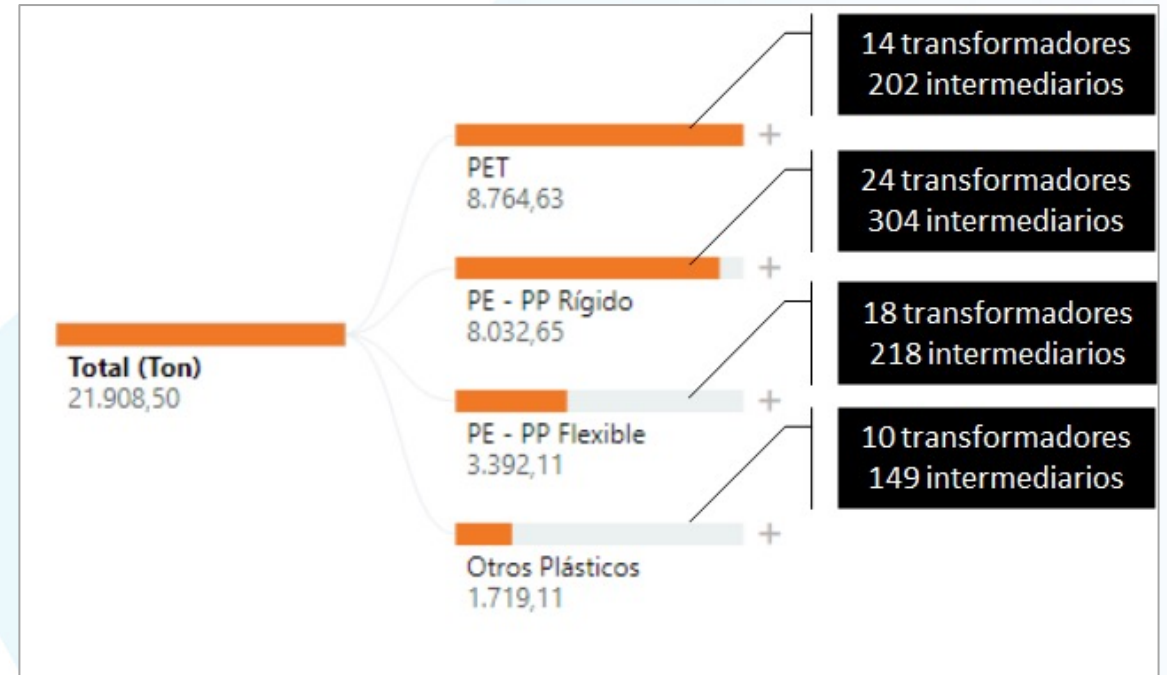 14 transformadores
202 intermediarios
PET
8.764,63
24 transformadores
304 intermediarios
PE - PP Rígido
8.032,65
18 transformadores
218 intermediarios
Total (Ton)
21.908,50
PE - PP Flexible
3.392,11
10 transformadores
149 intermediarios
Otros Plásticos
1.719,11